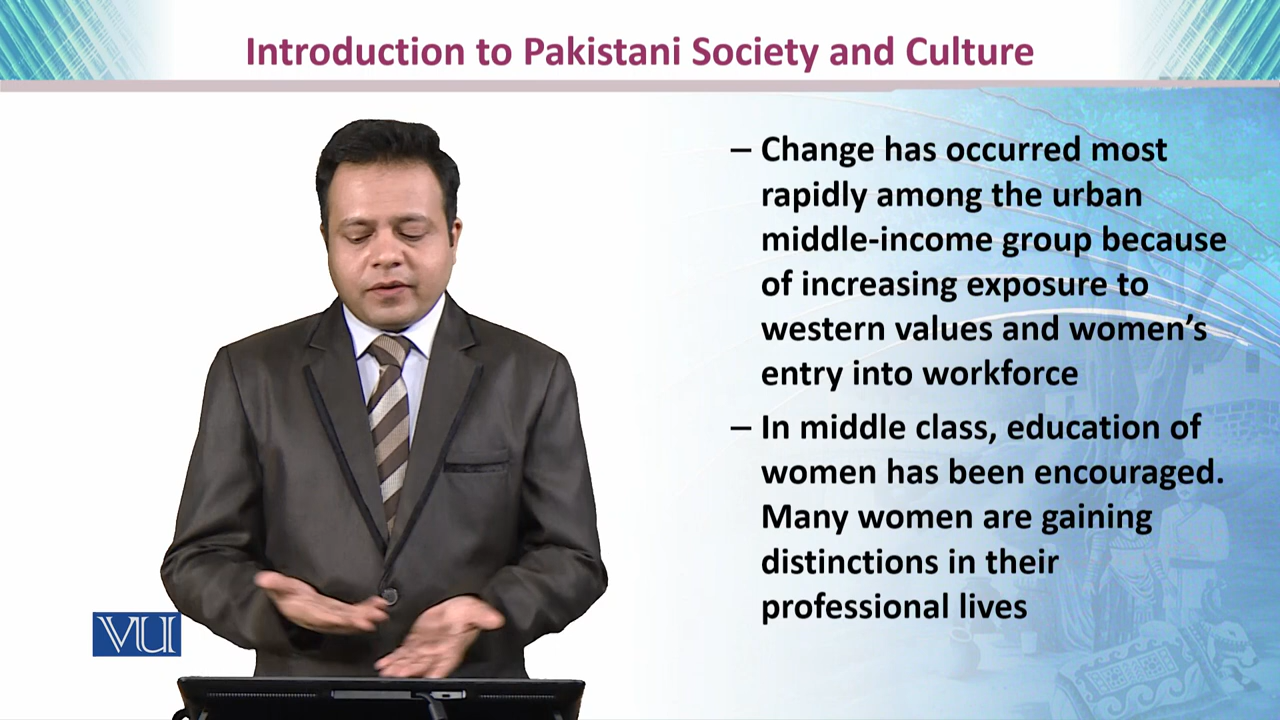 Introduction to Pakistani Society and Culture
– Change has occurred most
rapidly among the urban
middle-income group because
of increasing exposure to
western values and women’s
entry into workforce
– In middle class, education of
women has been encouraged.
Many women are gaining
distinctions in their
professional lives
VU